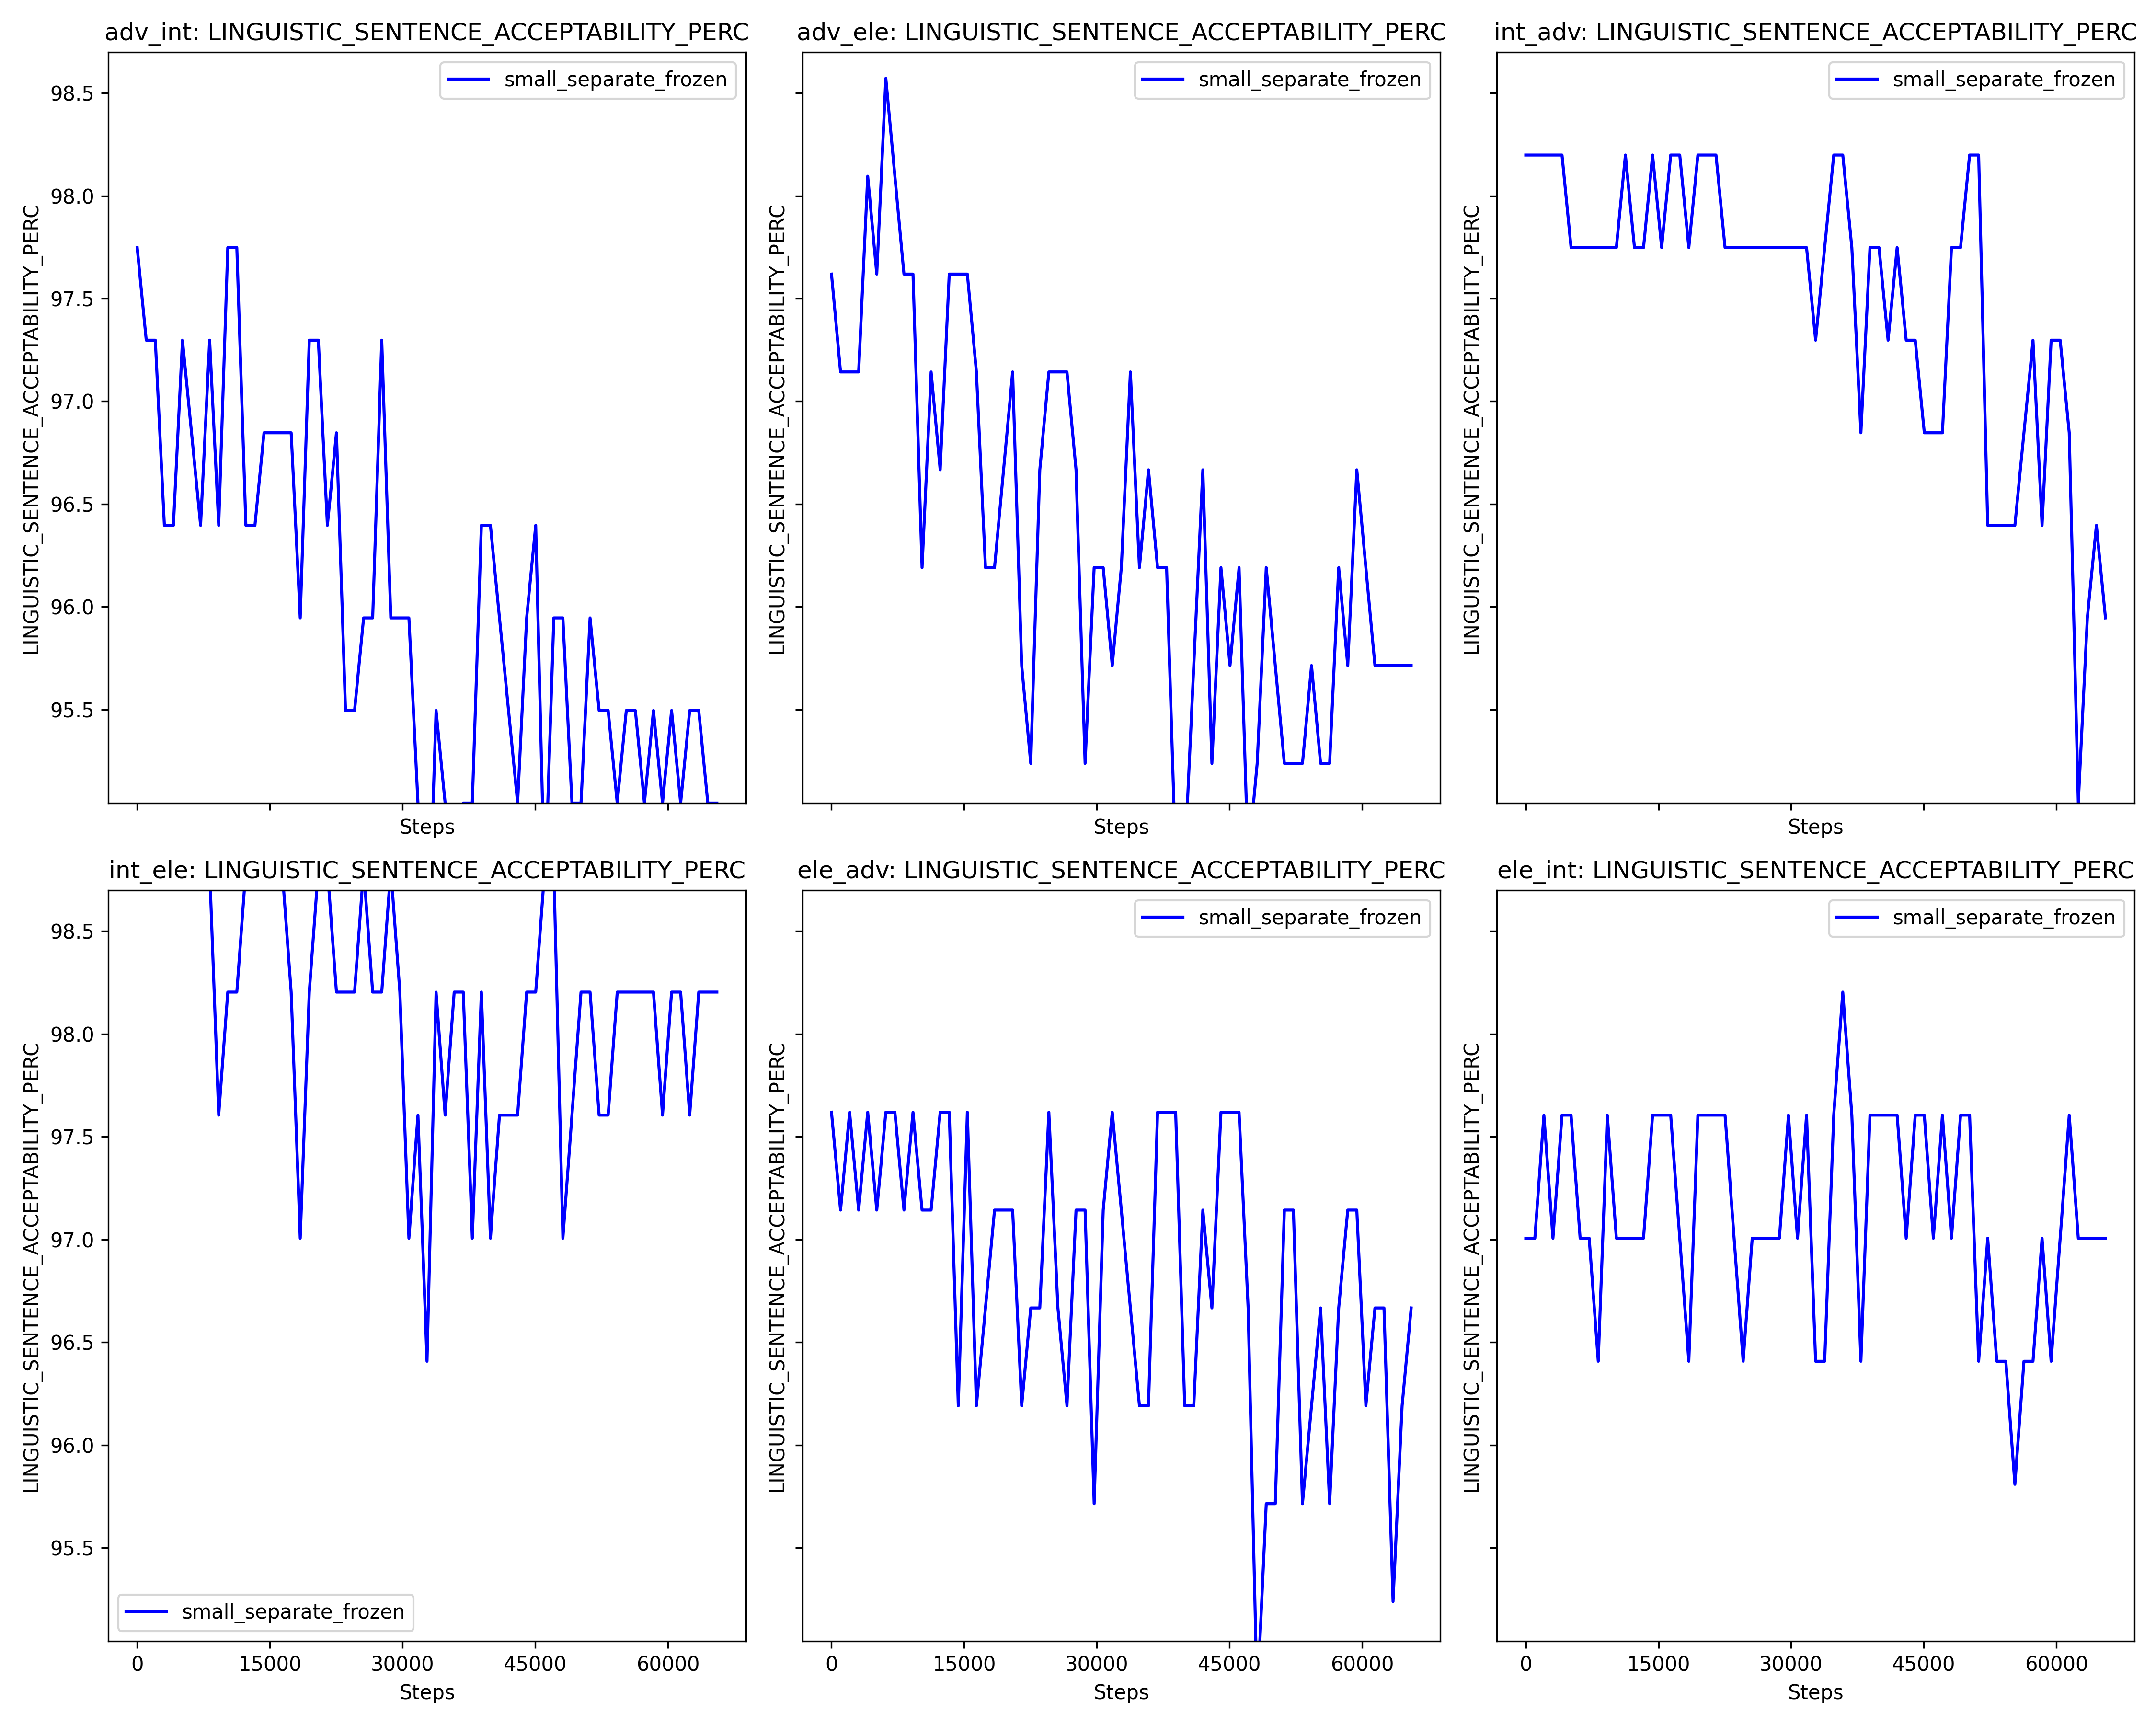 adv_int: LINGUISTIC_SENTENCE_ACCEPTABILITY_PERC
adv_ele: LINGUISTIC_SENTENCE_ACCEPTABILITY_PERC
int_adv: LINGUISTIC_SENTENCE_ACCEPTABILITY_PERC
small_separate_frozen
small_separate_frozen
small_separate_frozen
98.5
98.0
97.5
97.0
96.5
96.0
95.5
LINGUISTIC_SENTENCE_ACCEPTABILITY_PERC
LINGUISTIC_SENTENCE_ACCEPTABILITY_PERC
LINGUISTIC_SENTENCE_ACCEPTABILITY_PERC
Steps
Steps
Steps
int_ele: LINGUISTIC_SENTENCE_ACCEPTABILITY_PERC
ele_adv: LINGUISTIC_SENTENCE_ACCEPTABILITY_PERC
ele_int: LINGUISTIC_SENTENCE_ACCEPTABILITY_PERC
small_separate_frozen
small_separate_frozen
98.5
98.0
97.5
97.0
96.5
96.0
95.5
LINGUISTIC_SENTENCE_ACCEPTABILITY_PERC
LINGUISTIC_SENTENCE_ACCEPTABILITY_PERC
LINGUISTIC_SENTENCE_ACCEPTABILITY_PERC
small_separate_frozen
0 15000 30000 45000 60000
0 15000 30000 45000 60000
0 15000 30000 45000 60000
Steps
Steps
Steps